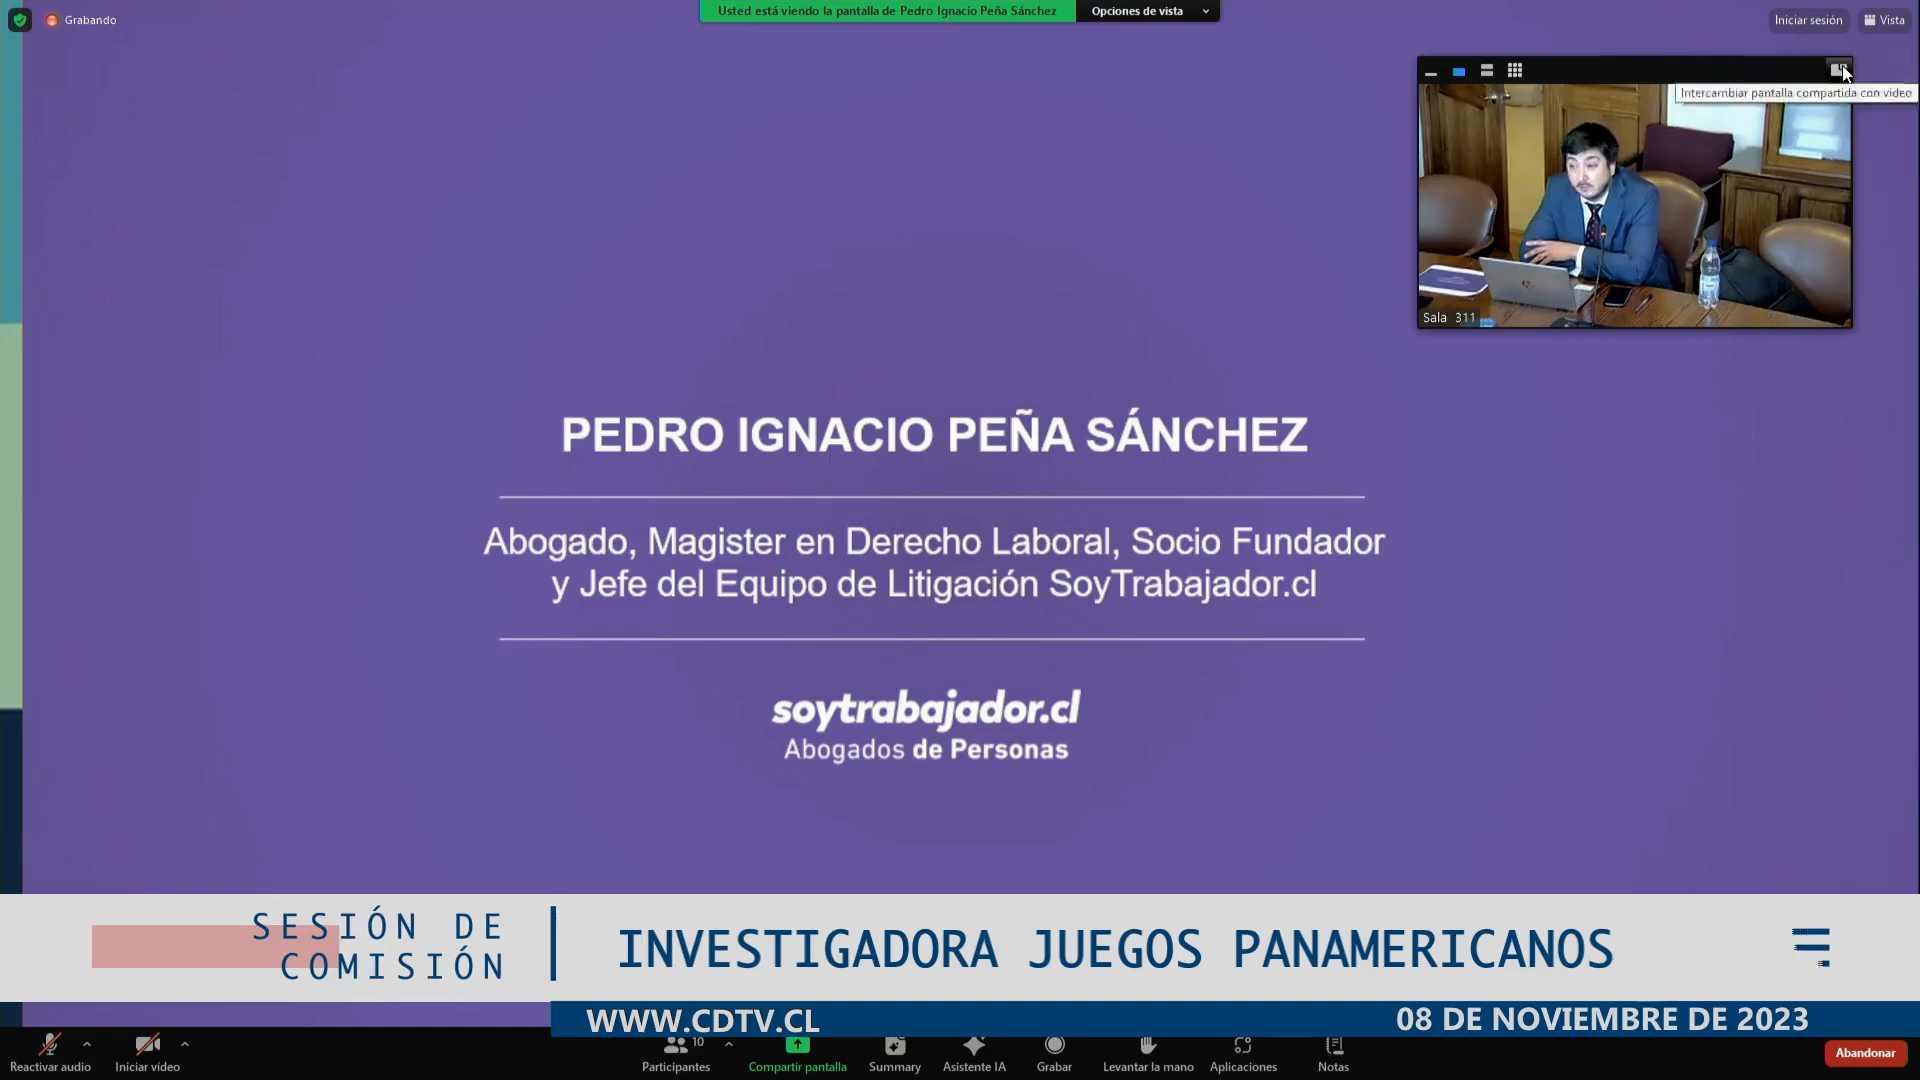 Grabando
Usted está viendo la pantalla de Pedro Ignacio Peña Sánchez
Opciones de vista
Iniciar sesión
Vista
Intercambiar pantalla compartida con vídeo
Sala 311
PEDRO IGNACIO PEÑA SÁNCHEZ
Abogado, Magister en Derecho Laboral, Socio Fundador
y Jefe del Equipo de Litigación SoyTrabajador.cl
soytrabajador.cl
Abogados de Personas
SESIÓN DE
COMISIÓN
INVESTIGADORA JUEGOS PANAMERICANOS
WWW.CDTV.CL
08 DE NOVIEMBRE DE 2023
Reactivar audio
Iniciar vídeo
10
Participantes
Compartir pantalla
Summary
Asistente IA
Grabar
Levantar la mano
Aplicaciones
Notas
Abandonar